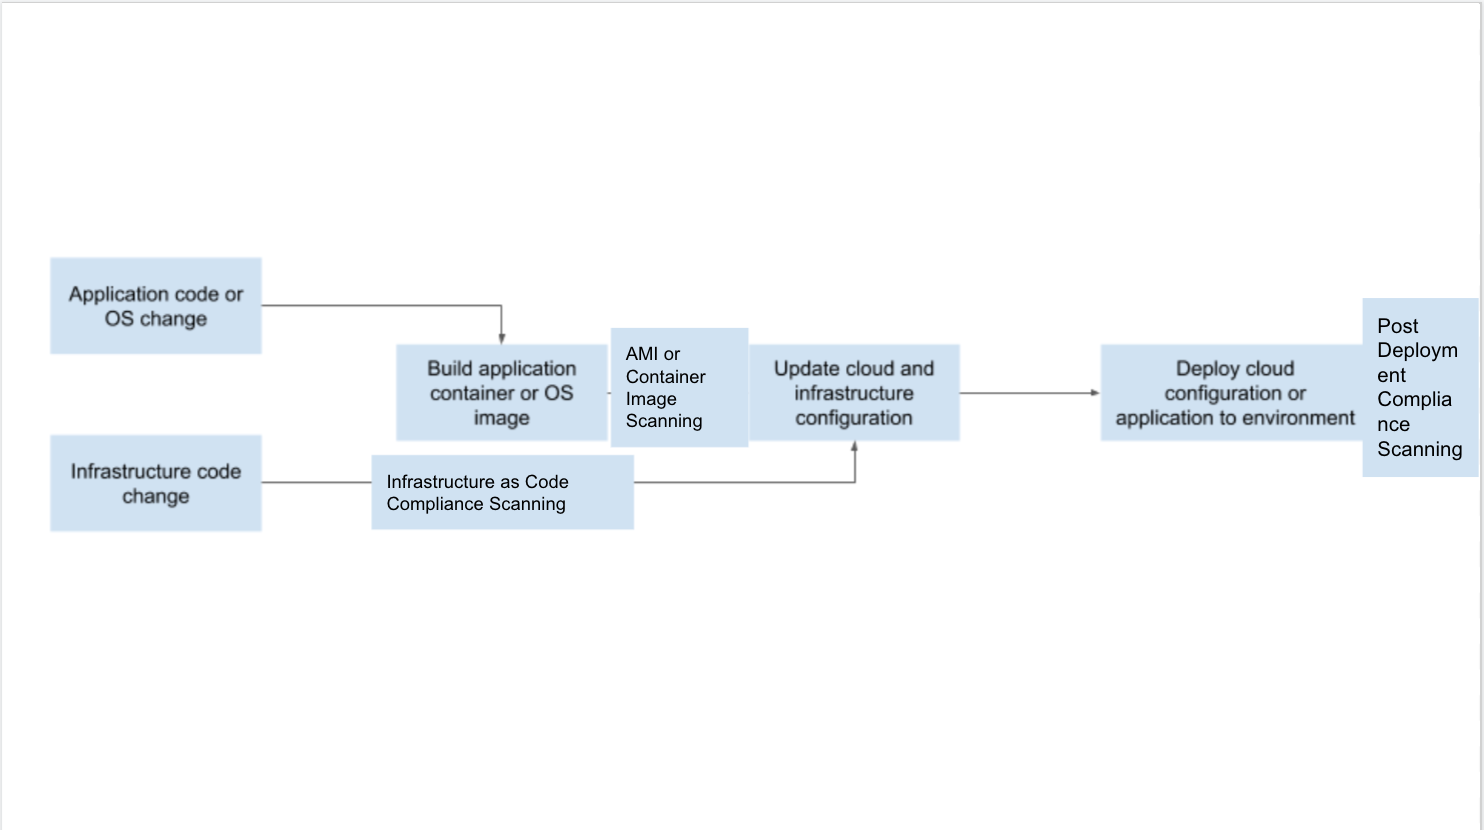 Application code or
OS change
Build application
container or OS
image
AMI or
Container
Image
Scanning
Update cloud and
infrastructure
configuration
Deploy cloud
configuration or
application to environment
Post
Deploym
ent
Complia
nce
Scanning
Infrastructure code
change
Infrastructure as Code
Compliance Scanning